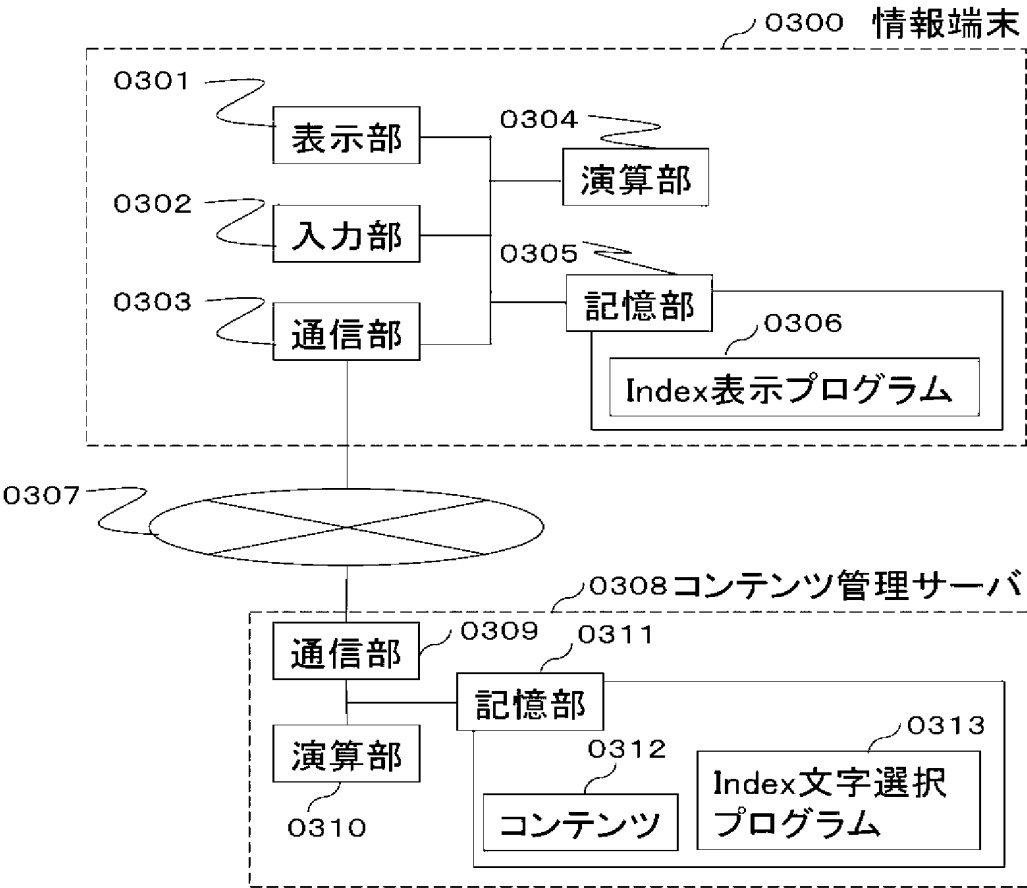 0300 情報端末
0301
表示部
0304
演算部
0302
入力部
0305
記憶部
0303
通信部
0306
Index表示プログラム
0307
0308コンテンツ管理サーバ
通信部
0309
0311
記憶部
演算部
0310
0312
コンテンツ
0313
Index文字選択
プログラム